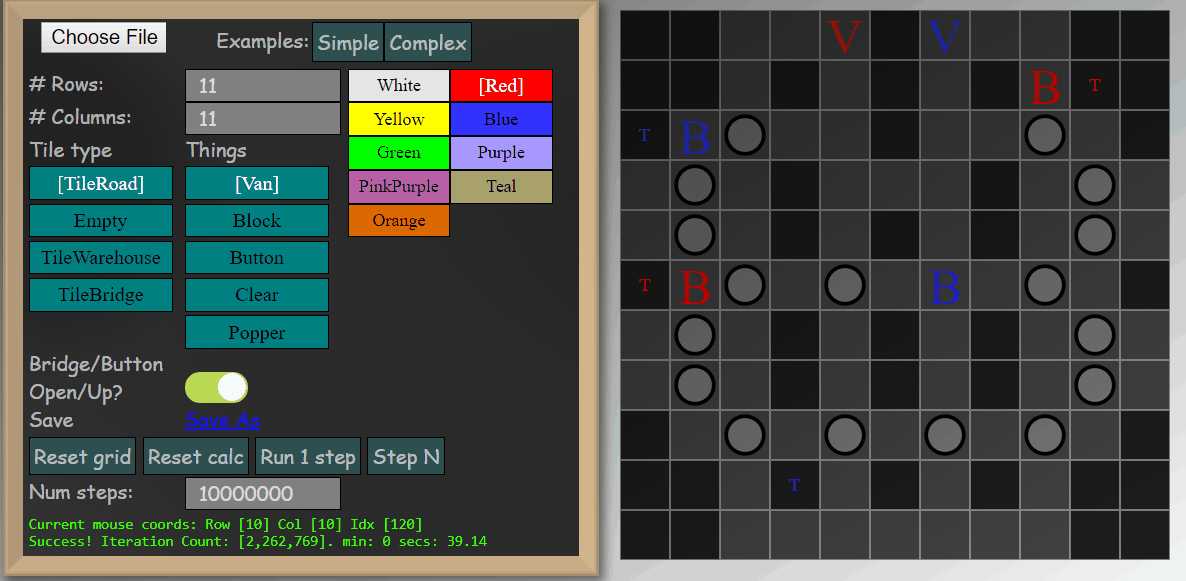 Choose File Examples: Simple Complex
# Rows: 11 White [Red]
# Columns: 11 Yellow Blue
Tile type Things Green Purple
[TileRoad] [Van] PinkPurple Teal
Empty Block Orange
TileWarehouse Button
TileBridge Clear
Popper
Bridge/Button
Open/Up?
Save Save As
Reset grid Reset calc Run 1 step Step N
Num steps: 10000000
Current mouse coords: Row [10] Col [10] Idx [120]
Success! Iteration Count: [2,262,769]. min: 0 secs: 39.14
V V
B T
T B
T B B
T